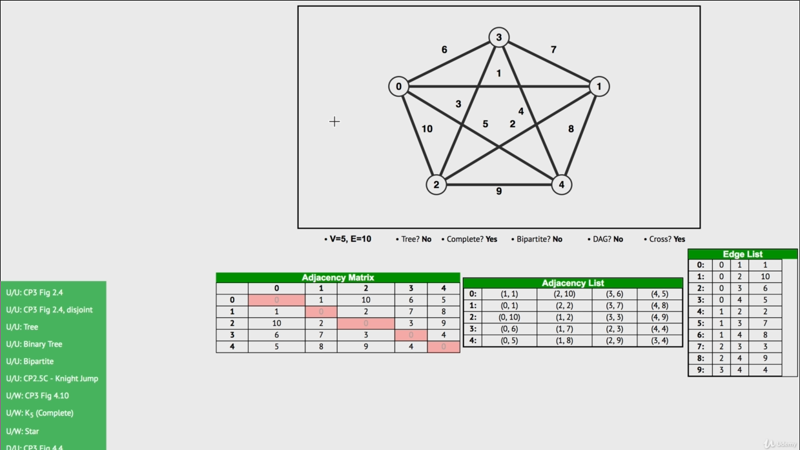 3
6
7
1
0
1
3
4
10
5
2
8
2
4
9
• V=5, E=10 • Tree? No • Complete? Yes • Bipartite? No • DAG? No • Cross? Yes
Adjacency Matrix
0 1 2 3 4
0 0 1 10 6 5
1 1 0 2 7 8
2 10 2 0 3 9
3 6 7 3 0 4
4 5 8 9 4 0
Adjacency List
0: (1, 1) (2, 10) (3, 6) (4, 5)
1: (0, 1) (2, 2) (3, 7) (4, 8)
2: (0, 10) (1, 2) (3, 3) (4, 9)
3: (0, 6) (1, 7) (2, 3) (4, 4)
4: (0, 5) (1, 8) (2, 9) (3, 4)
Edge List
0: 0 1 1
1: 0 2 10
2: 0 3 6
3: 0 4 5
4: 1 2 2
5: 1 3 7
6: 1 4 8
7: 2 3 3
8: 2 4 9
9: 3 4 4
U/U: CP3 Fig 2.4
U/U: CP3 Fig 2.4, disjoint
U/U: Tree
U/U: Binary Tree
U/U: Bipartite
U/U: CP2.5C - Knight Jump
U/W: CP3 Fig 4.10
U/W: K5 (Complete)
U/W: Star
D/U: CP3 Fig 4.4